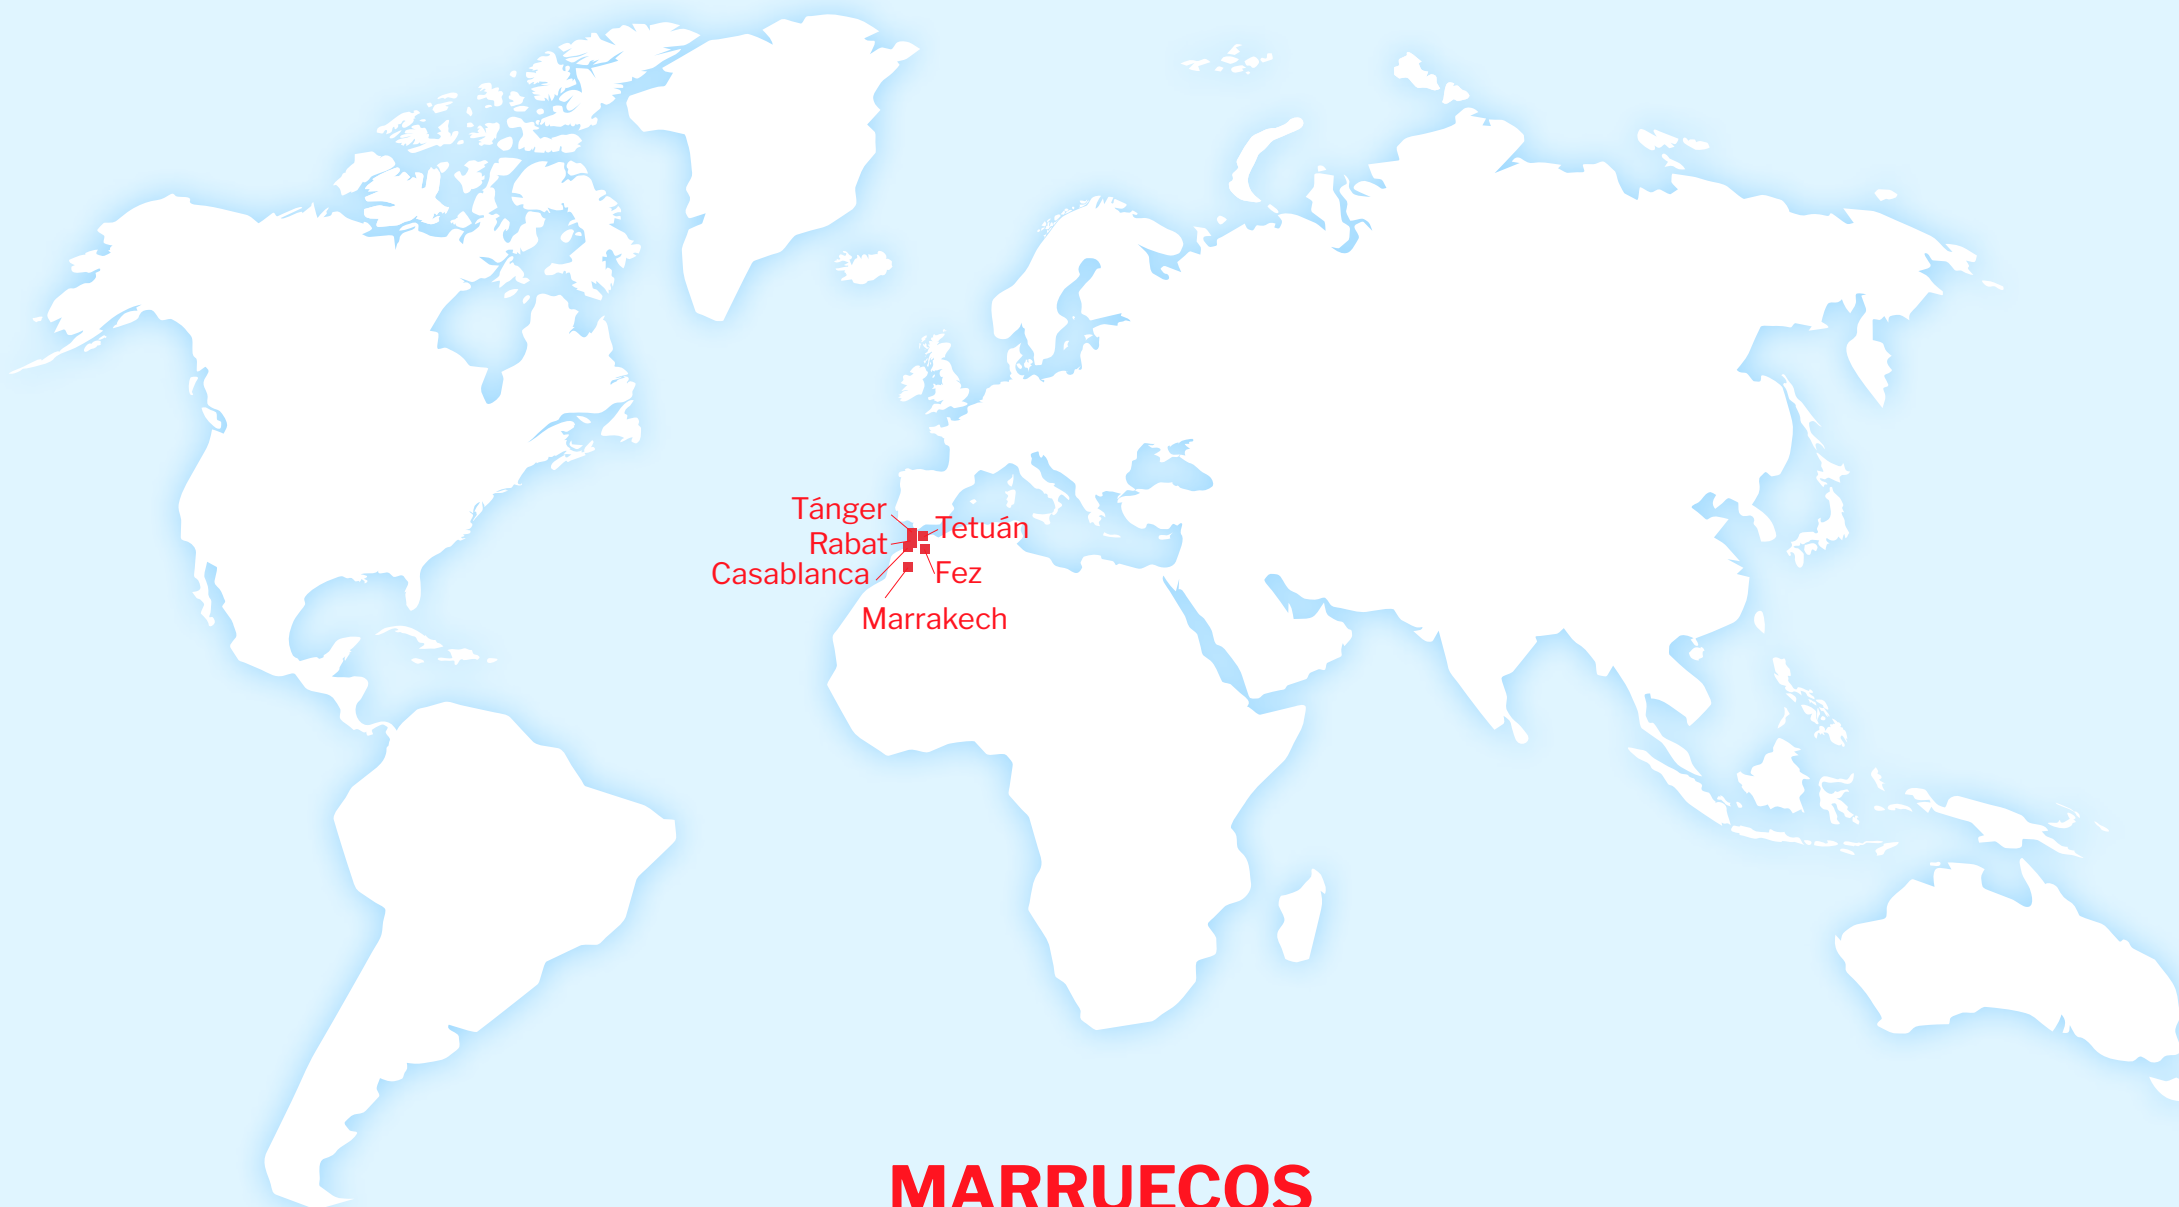 Tánger
Tetuán
Rabat
Casablanca
Fez
Marrakech
MARRUECOS